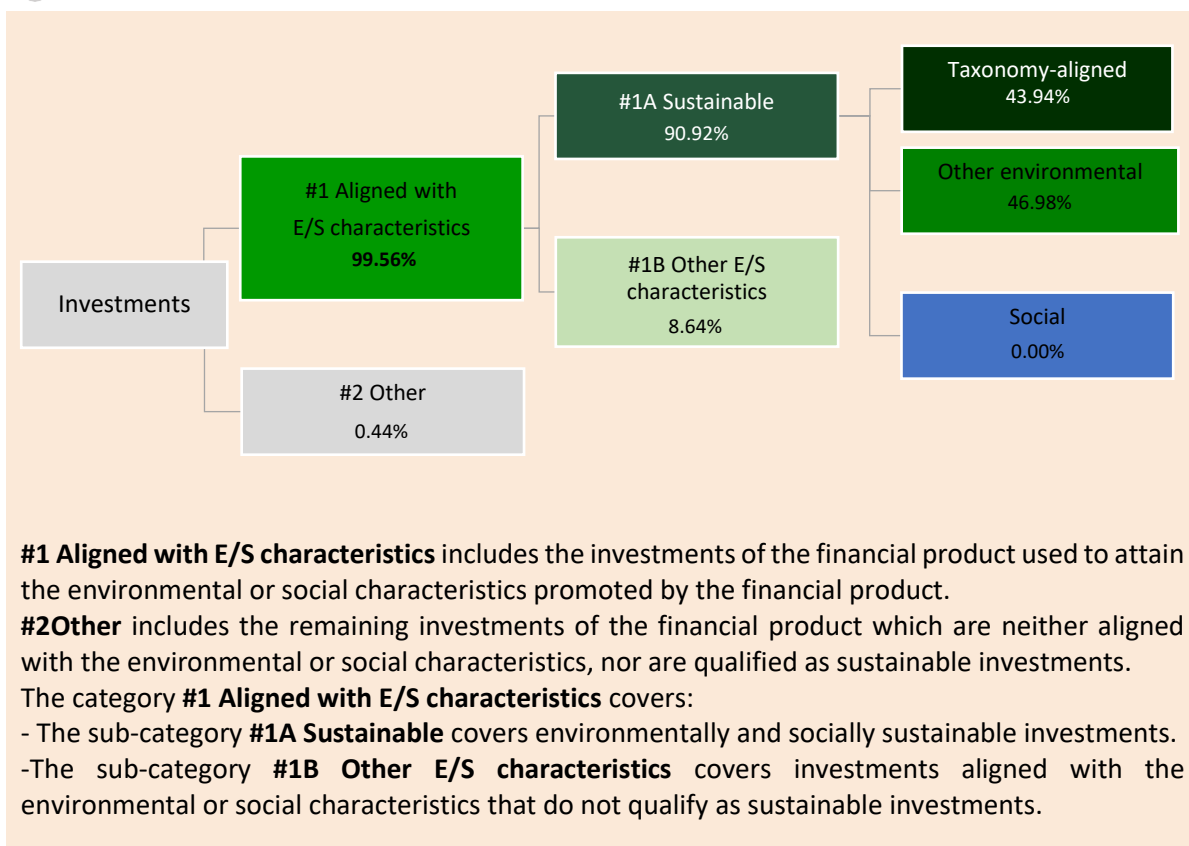 Investments
#1 Aligned with
E/S characteristics
99.56%
#2 Other
0.44%
#1A Sustainable
90.92%
#1B Other E/S
characteristics
8.64%
Taxonomy-aligned
43.94%
Other environmental
46.98%
Social
0.00%
#1 Aligned with E/S characteristics includes the investments of the financial product used to attain
the environmental or social characteristics promoted by the financial product.
#2Other includes the remaining investments of the financial product which are neither aligned
with the environmental or social characteristics, nor are qualified as sustainable investments.
The category #1 Aligned with E/S characteristics covers:
- The sub-category #1A Sustainable covers environmentally and socially sustainable investments.
-The sub-category #1B Other E/S characteristics covers investments aligned with the
environmental or social characteristics that do not qualify as sustainable investments.